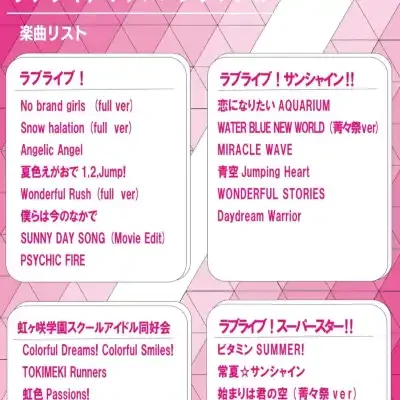 楽曲リスト
ラブライブ！
No brand girls （full ver）
Snow halation（full ver）
Angelic Angel
夏色えがおで 1,2,Jump!
Wonderful Rush（full ver）
僕らは今のなかで
SUNNY DAY SONG（Movie Edit）
PSYCHIC FIRE
ラブライブ！サンシャイン!!
恋になりたい AQUARIUM
WATER BLUE NEW WORLD（菁々祭ver）
MIRACLE WAVE
青空 Jumping Heart
WONDERFUL STORIES
Daydream Warrior
虹ヶ咲学園スクールアイドル同好会
Colorful Dreams! Colorful Smiles!
TOKIMEKI Runners
虹色 Passions!
ラブライブ！スーパースター!!
ビタミン SUMMER!
常夏☆サンシャイン
始まりは君の空（菁々祭 ver）